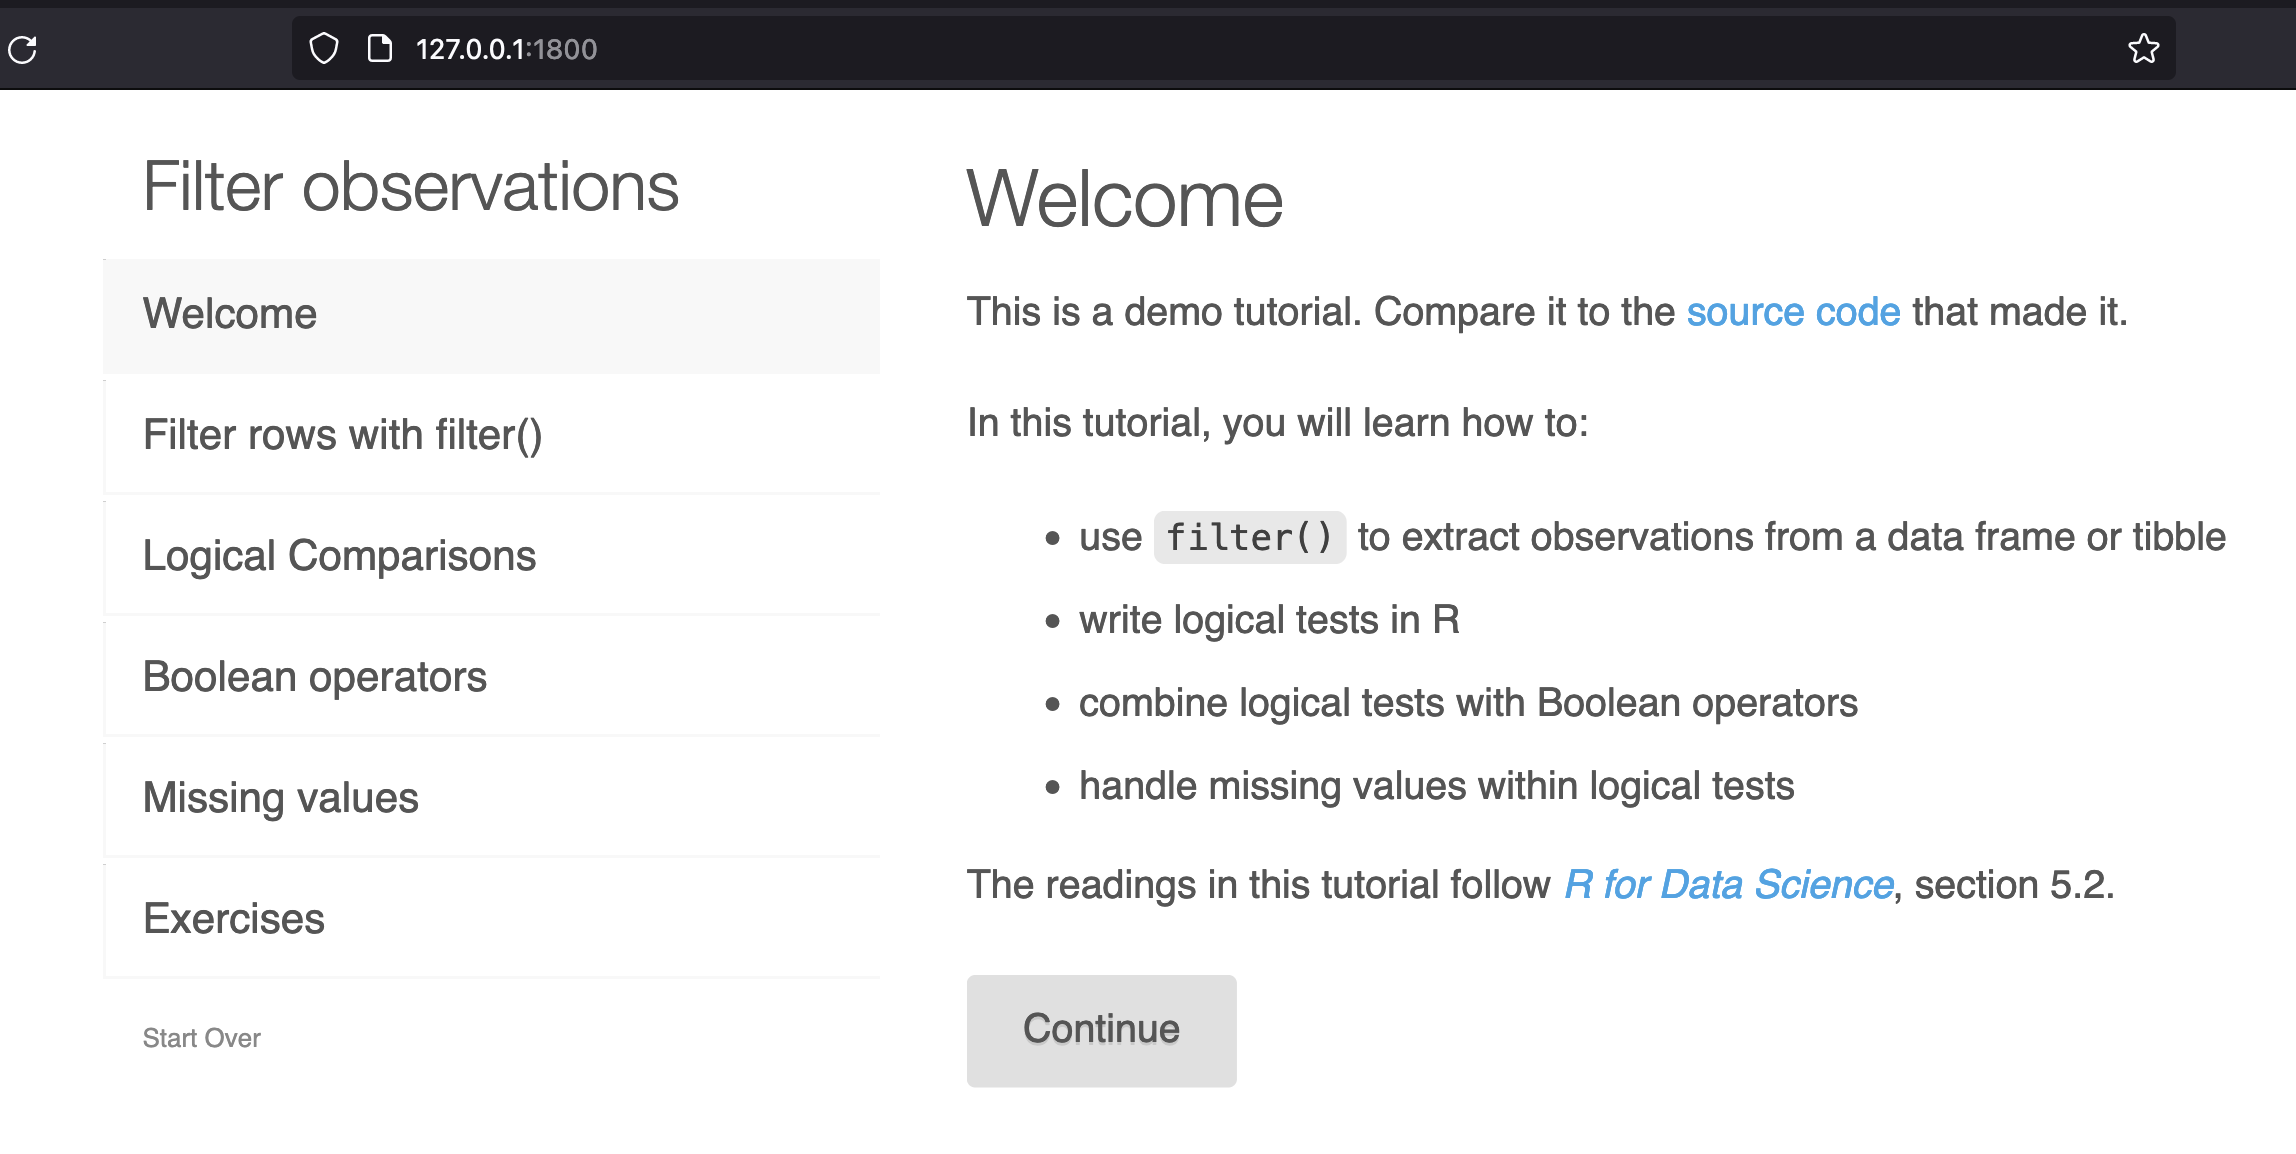 127.0.0.1:1800
Filter observations
Welcome
Filter rows with filter()
Logical Comparisons
Boolean operators
Missing values
Exercises
Start Over
Welcome
This is a demo tutorial. Compare it to the source code that made it.
In this tutorial, you will learn how to:
• use filter() to extract observations from a data frame or tibble
• write logical tests in R
• combine logical tests with Boolean operators
• handle missing values within logical tests
The readings in this tutorial follow R for Data Science, section 5.2.
Continue